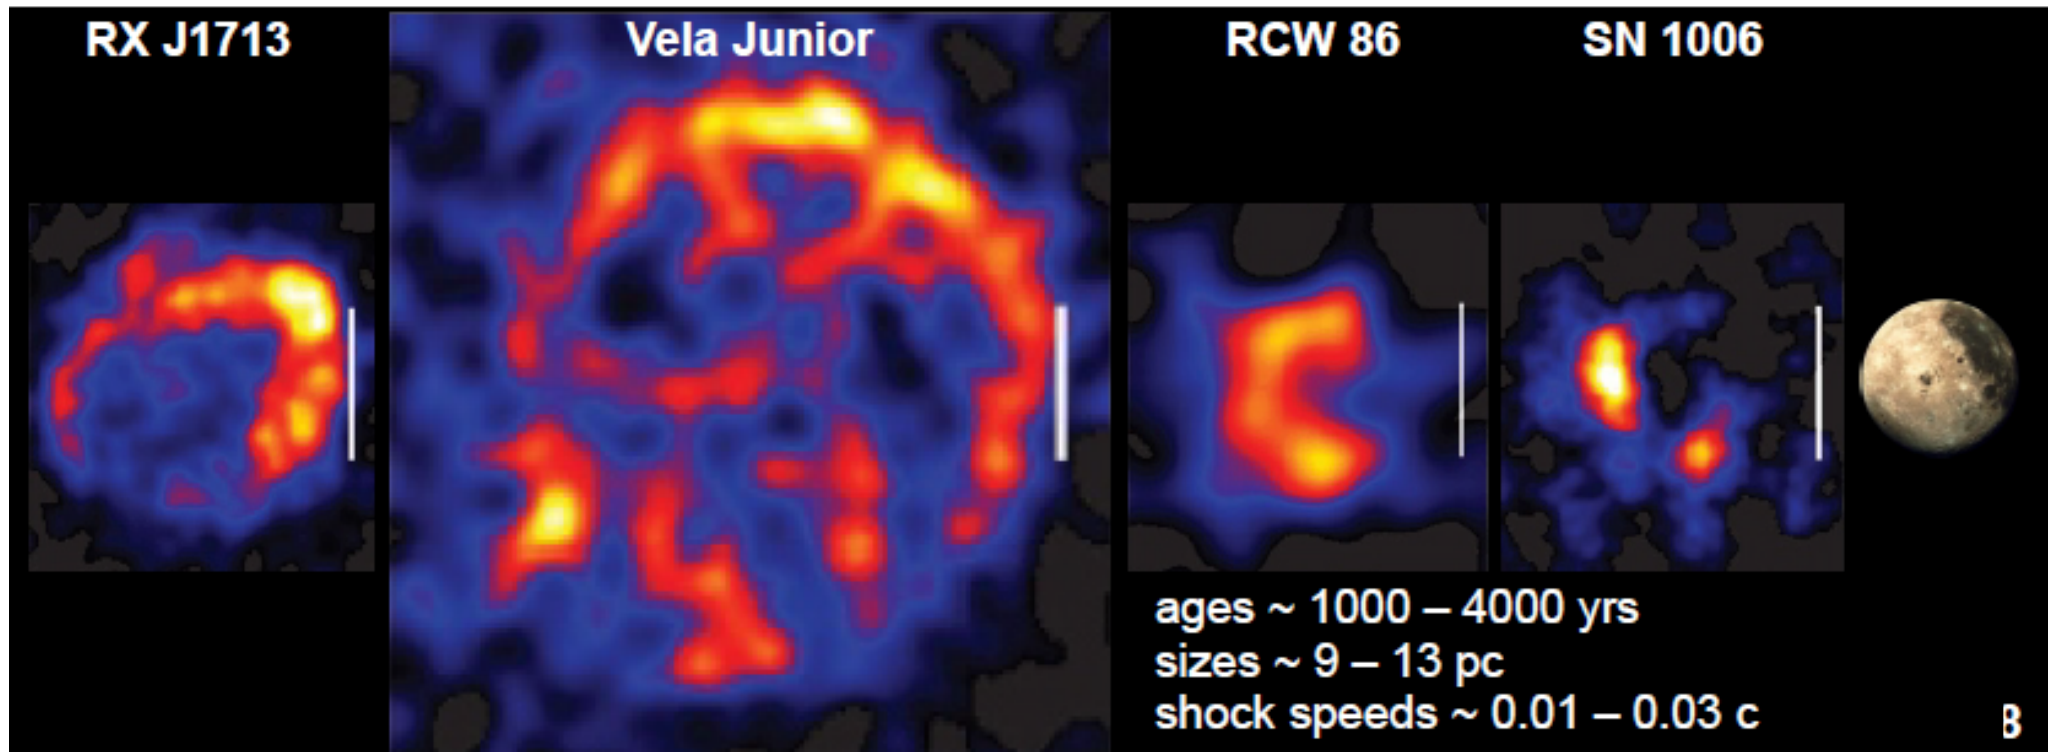 RX J1713
Vela Junior
RCW 86
SN 1006
ages ~ 1000 – 4000 yrs
sizes ~ 9 – 13 pc
shock speeds ~ 0.01 – 0.03 c